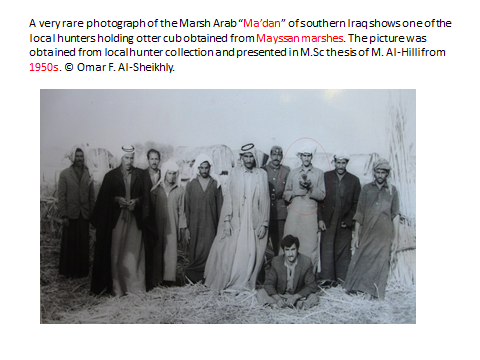 A very rare photograph of the Marsh Arab “Ma’dan” of southern Iraq shows one of the
local hunters holding otter cub obtained from Mayssan marshes. The picture was
obtained from local hunter collection and presented in M.Sc thesis of M. Al-Hilli from
1950s. © Omar F. Al-Sheikhly.